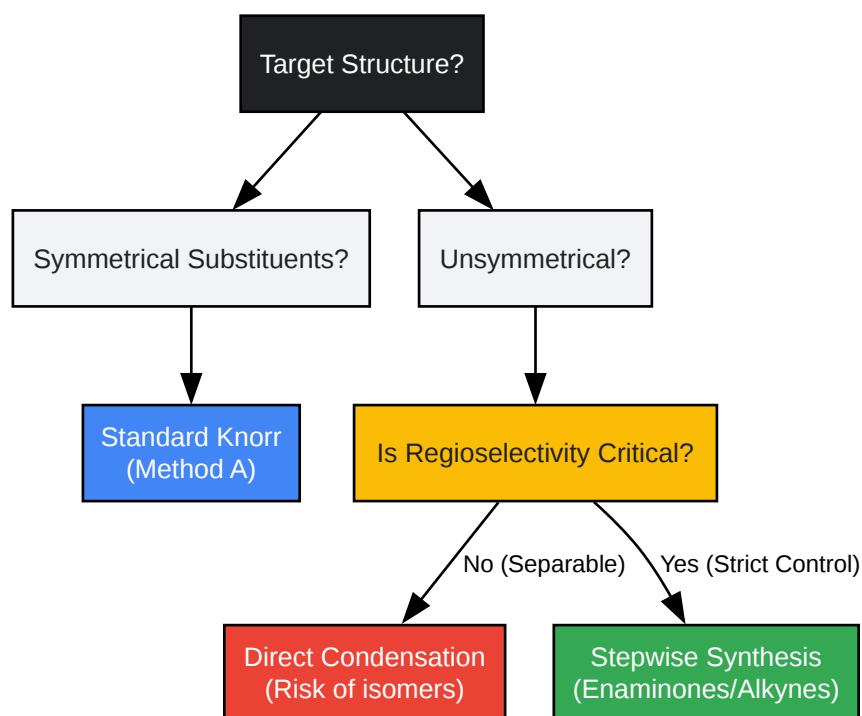 Target Structure?
Symmetrical Substituents?
Unsymmetrical?
Standard Knorr
(Method A)
Is Regioselectivity Critical?
No (Separable)
Yes (Strict Control)
Direct Condensation
(Risk of isomers)
Stepwise Synthesis
(Enaminones/Alkynes)